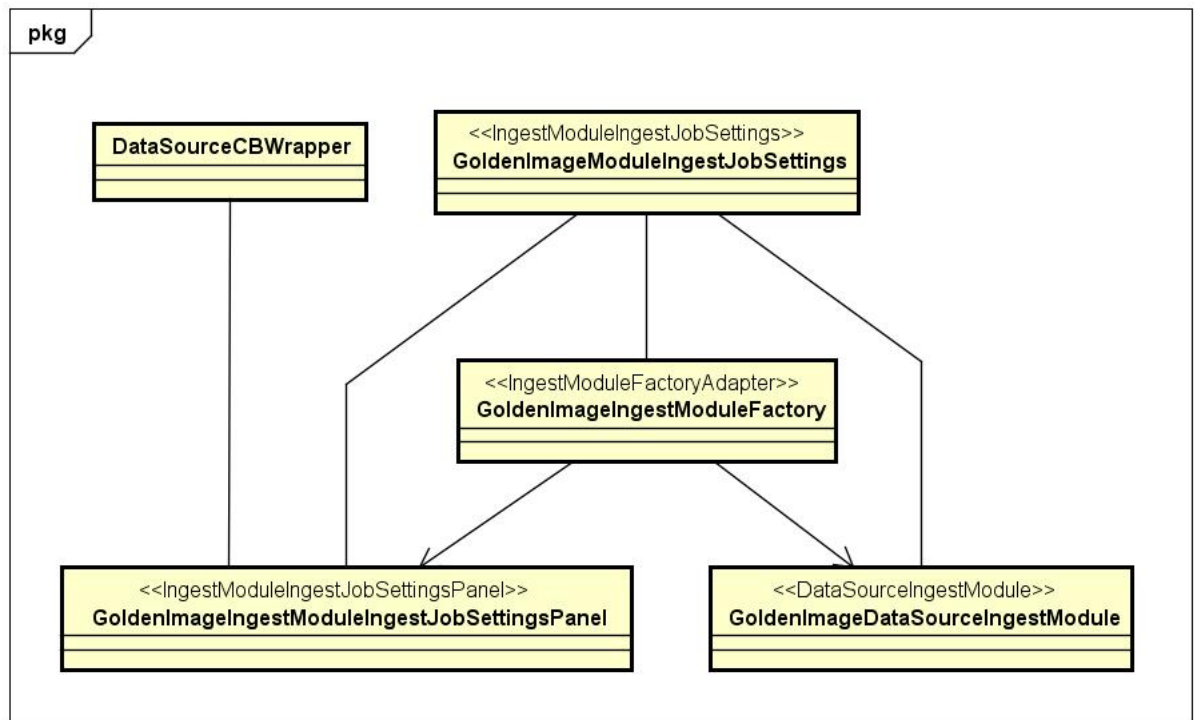 pkg
DataSourceCBWrapper
<<IngestModuleIngestJobSettings>>
GoldenImageModuleIngestJobSettings
<<IngestModuleFactoryAdapter>>
GoldenImageIngestModuleFactory
<<IngestModuleIngestJobSettingsPanel>>
GoldenImageIngestModuleIngestJobSettingsPanel
<<DataSourceIngestModule>>
GoldenImageDataSourceIngestModule